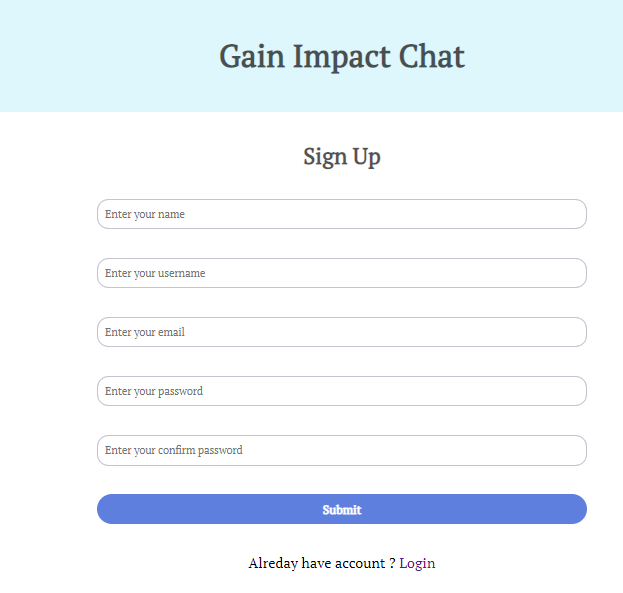 Gain Impact Chat
Sign Up
Enter your name
Enter your username
Enter your email
Enter your password
Enter your confirm password
Submit
Alreday have account ? Login